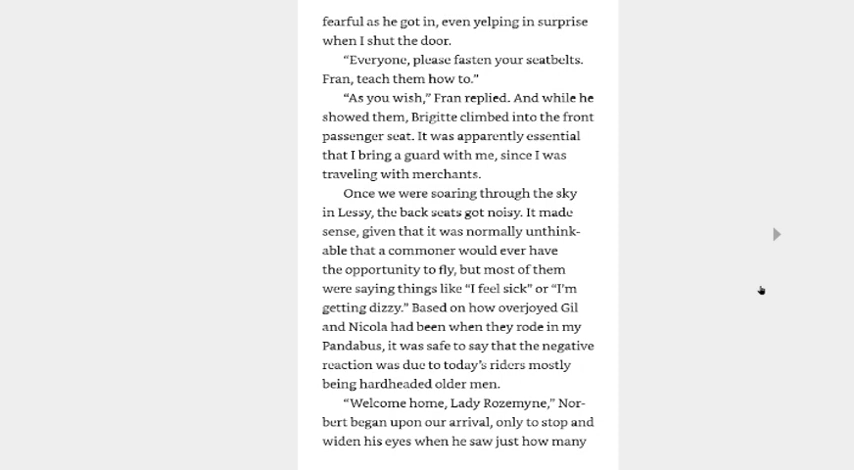 fearful as he got in, even yelping in surprise
when I shut the door.
“Everyone, please fasten your seatbelts.
Fran, teach them how to.”
“As you wish,” Fran replied. And while he
showed them, Brigitte climbed into the front
passenger seat. It was apparently essential
that I bring a guard with me, since I was
traveling with merchants.
Once we were soaring through the sky
in Lessy, the back seats got noisy. It made
sense, given that it was normally unthink-
able that a commoner would ever have
the opportunity to fly, but most of them
were saying things like “I feel sick” or “I’m
getting dizzy.” Based on how overjoyed Gil
and Nicola had been when they rode in my
Pandabus, it was safe to say that the negative
reaction was due to today’s riders mostly
being hardheaded older men.
“Welcome home, Lady Rozemyne,” Nor-
bert began upon our arrival, only to stop and
widen his eyes when he saw just how many